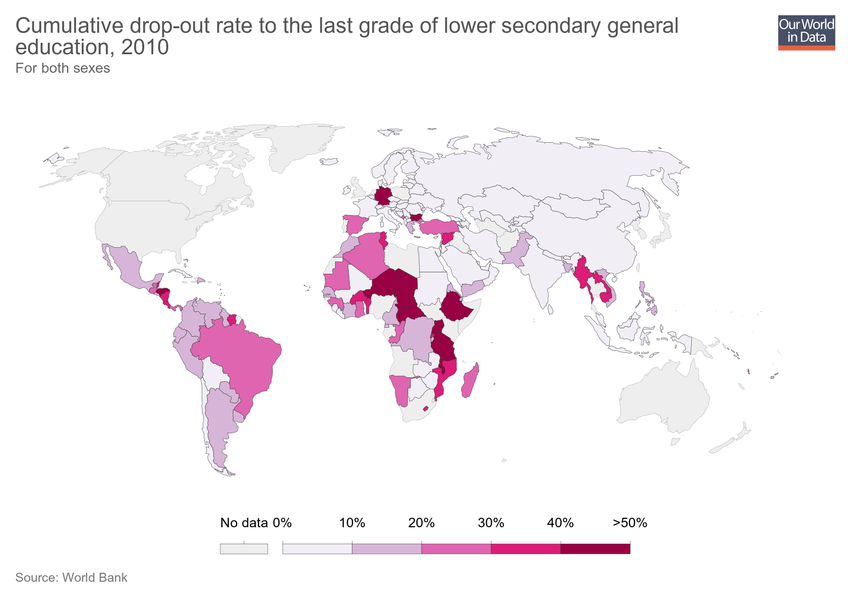 Cumulative drop-out rate to the last grade of lower secondary general
education, 2010
For both sexes
Our World
in Data
No data 0% 10% 20% 30% 40% >50%
Source: World Bank